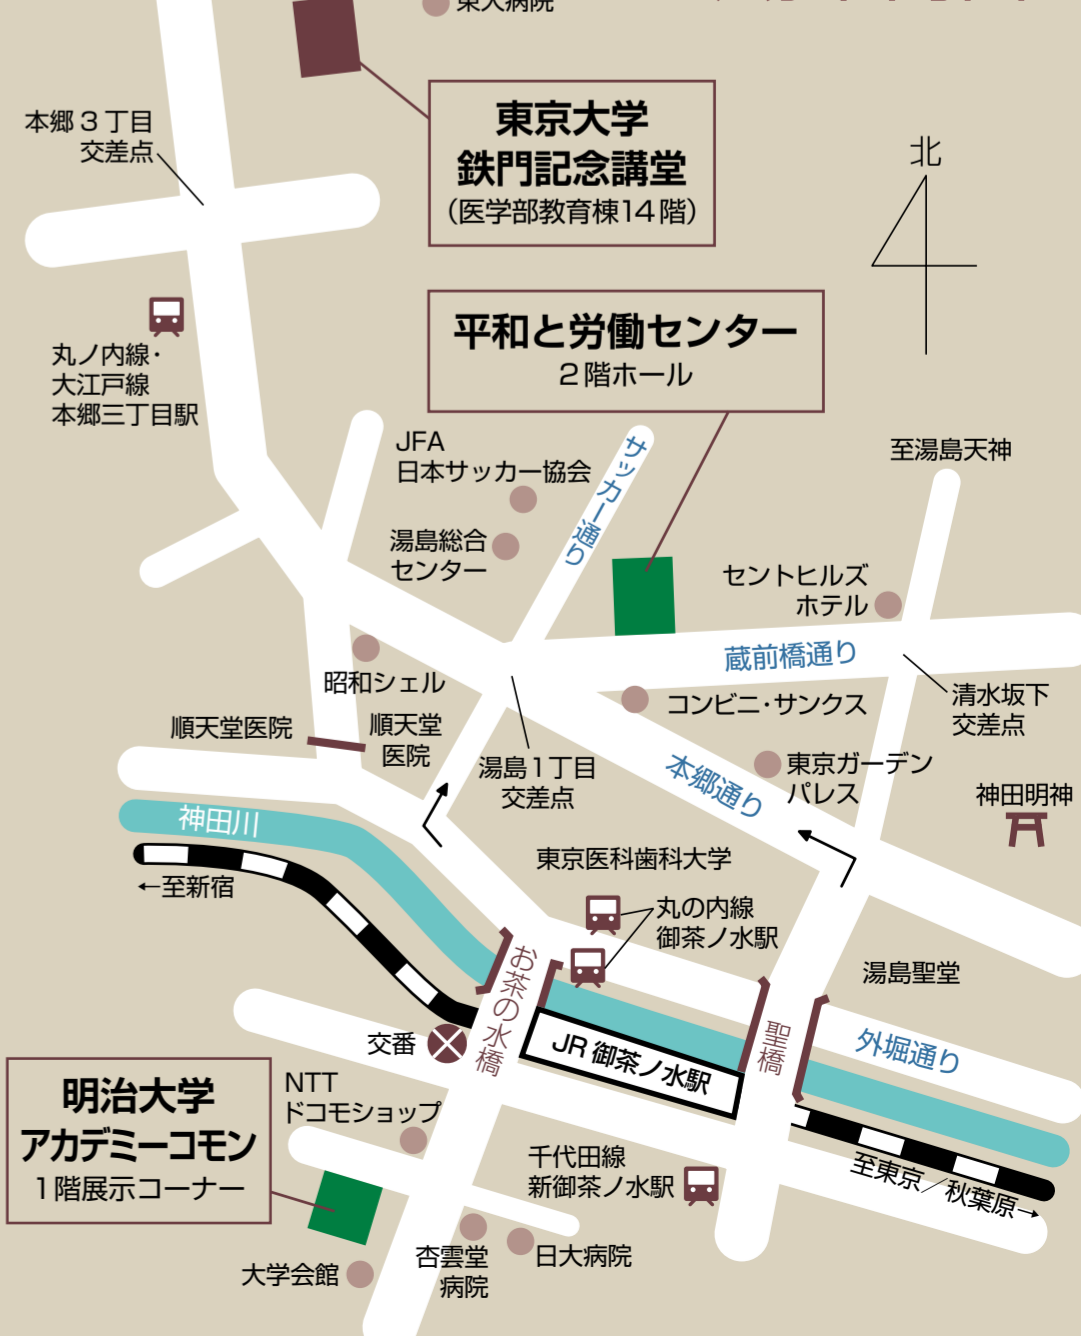 東大病院
東京大学
鉄門記念講堂
（医学部教育棟14階）
本郷3丁目
交差点
北
丸ノ内線・
大江戸線
本郷三丁目駅
平和と労働センター
2階ホール
JFA
日本サッカー協会
サッカー通り
至湯島天神
湯島総合
センター
セントヒルズ
ホテル
蔵前橋通り
昭和シェル
コンビニ・サンクス
清水坂下
交差点
順天堂医院
順天堂
医院
湯島1丁目
交差点
本郷通り
東京ガーデン
パレス
神田明神
神田川
東京医科歯科大学
←至新宿
丸の内線
御茶ノ水駅
お茶の水橋
湯島聖堂
聖橋
外堀通り
交番
JR 御茶ノ水駅
明治大学
アカデミーコモン
1階展示コーナー
NTT
ドコモショップ
千代田線
新御茶ノ水駅
至東京／秋葉原→
杏雲堂
病院
日大病院
大学会館